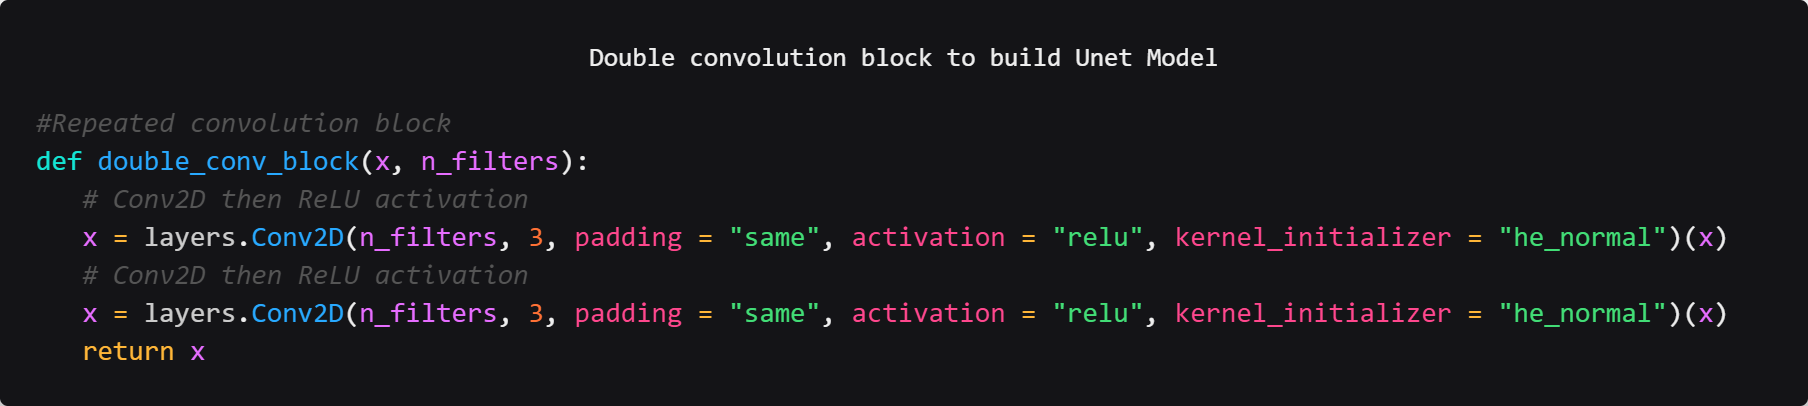 Double convolution block to build Unet Model
#Repeated convolution block
def double_conv_block(x, n_filters):
# Conv2D then ReLU activation
x = layers.Conv2D(n_filters, 3, padding = "same", activation = "relu", kernel_initializer = "he_normal")(x)
# Conv2D then ReLU activation
x = layers.Conv2D(n_filters, 3, padding = "same", activation = "relu", kernel_initializer = "he_normal")(x)
return x